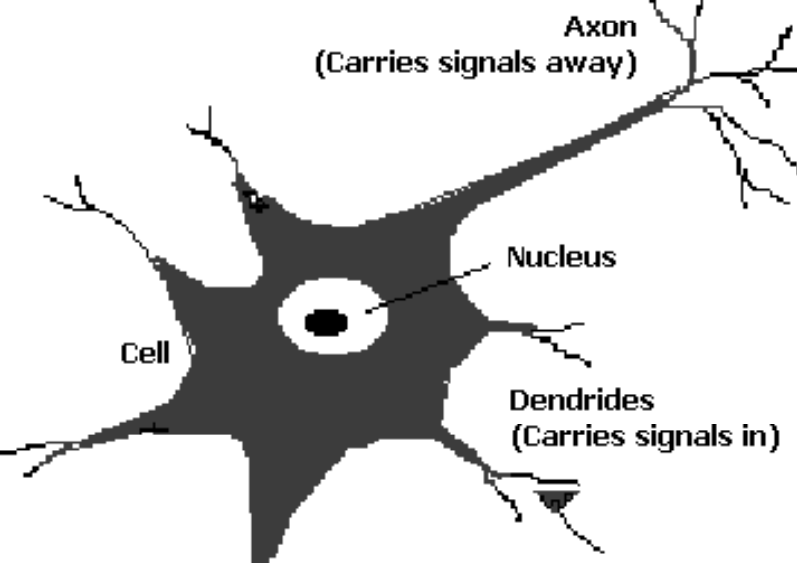 Axon
(Carries signals away)
Nucleus
Cell
Dendrides
(Carries signals in)